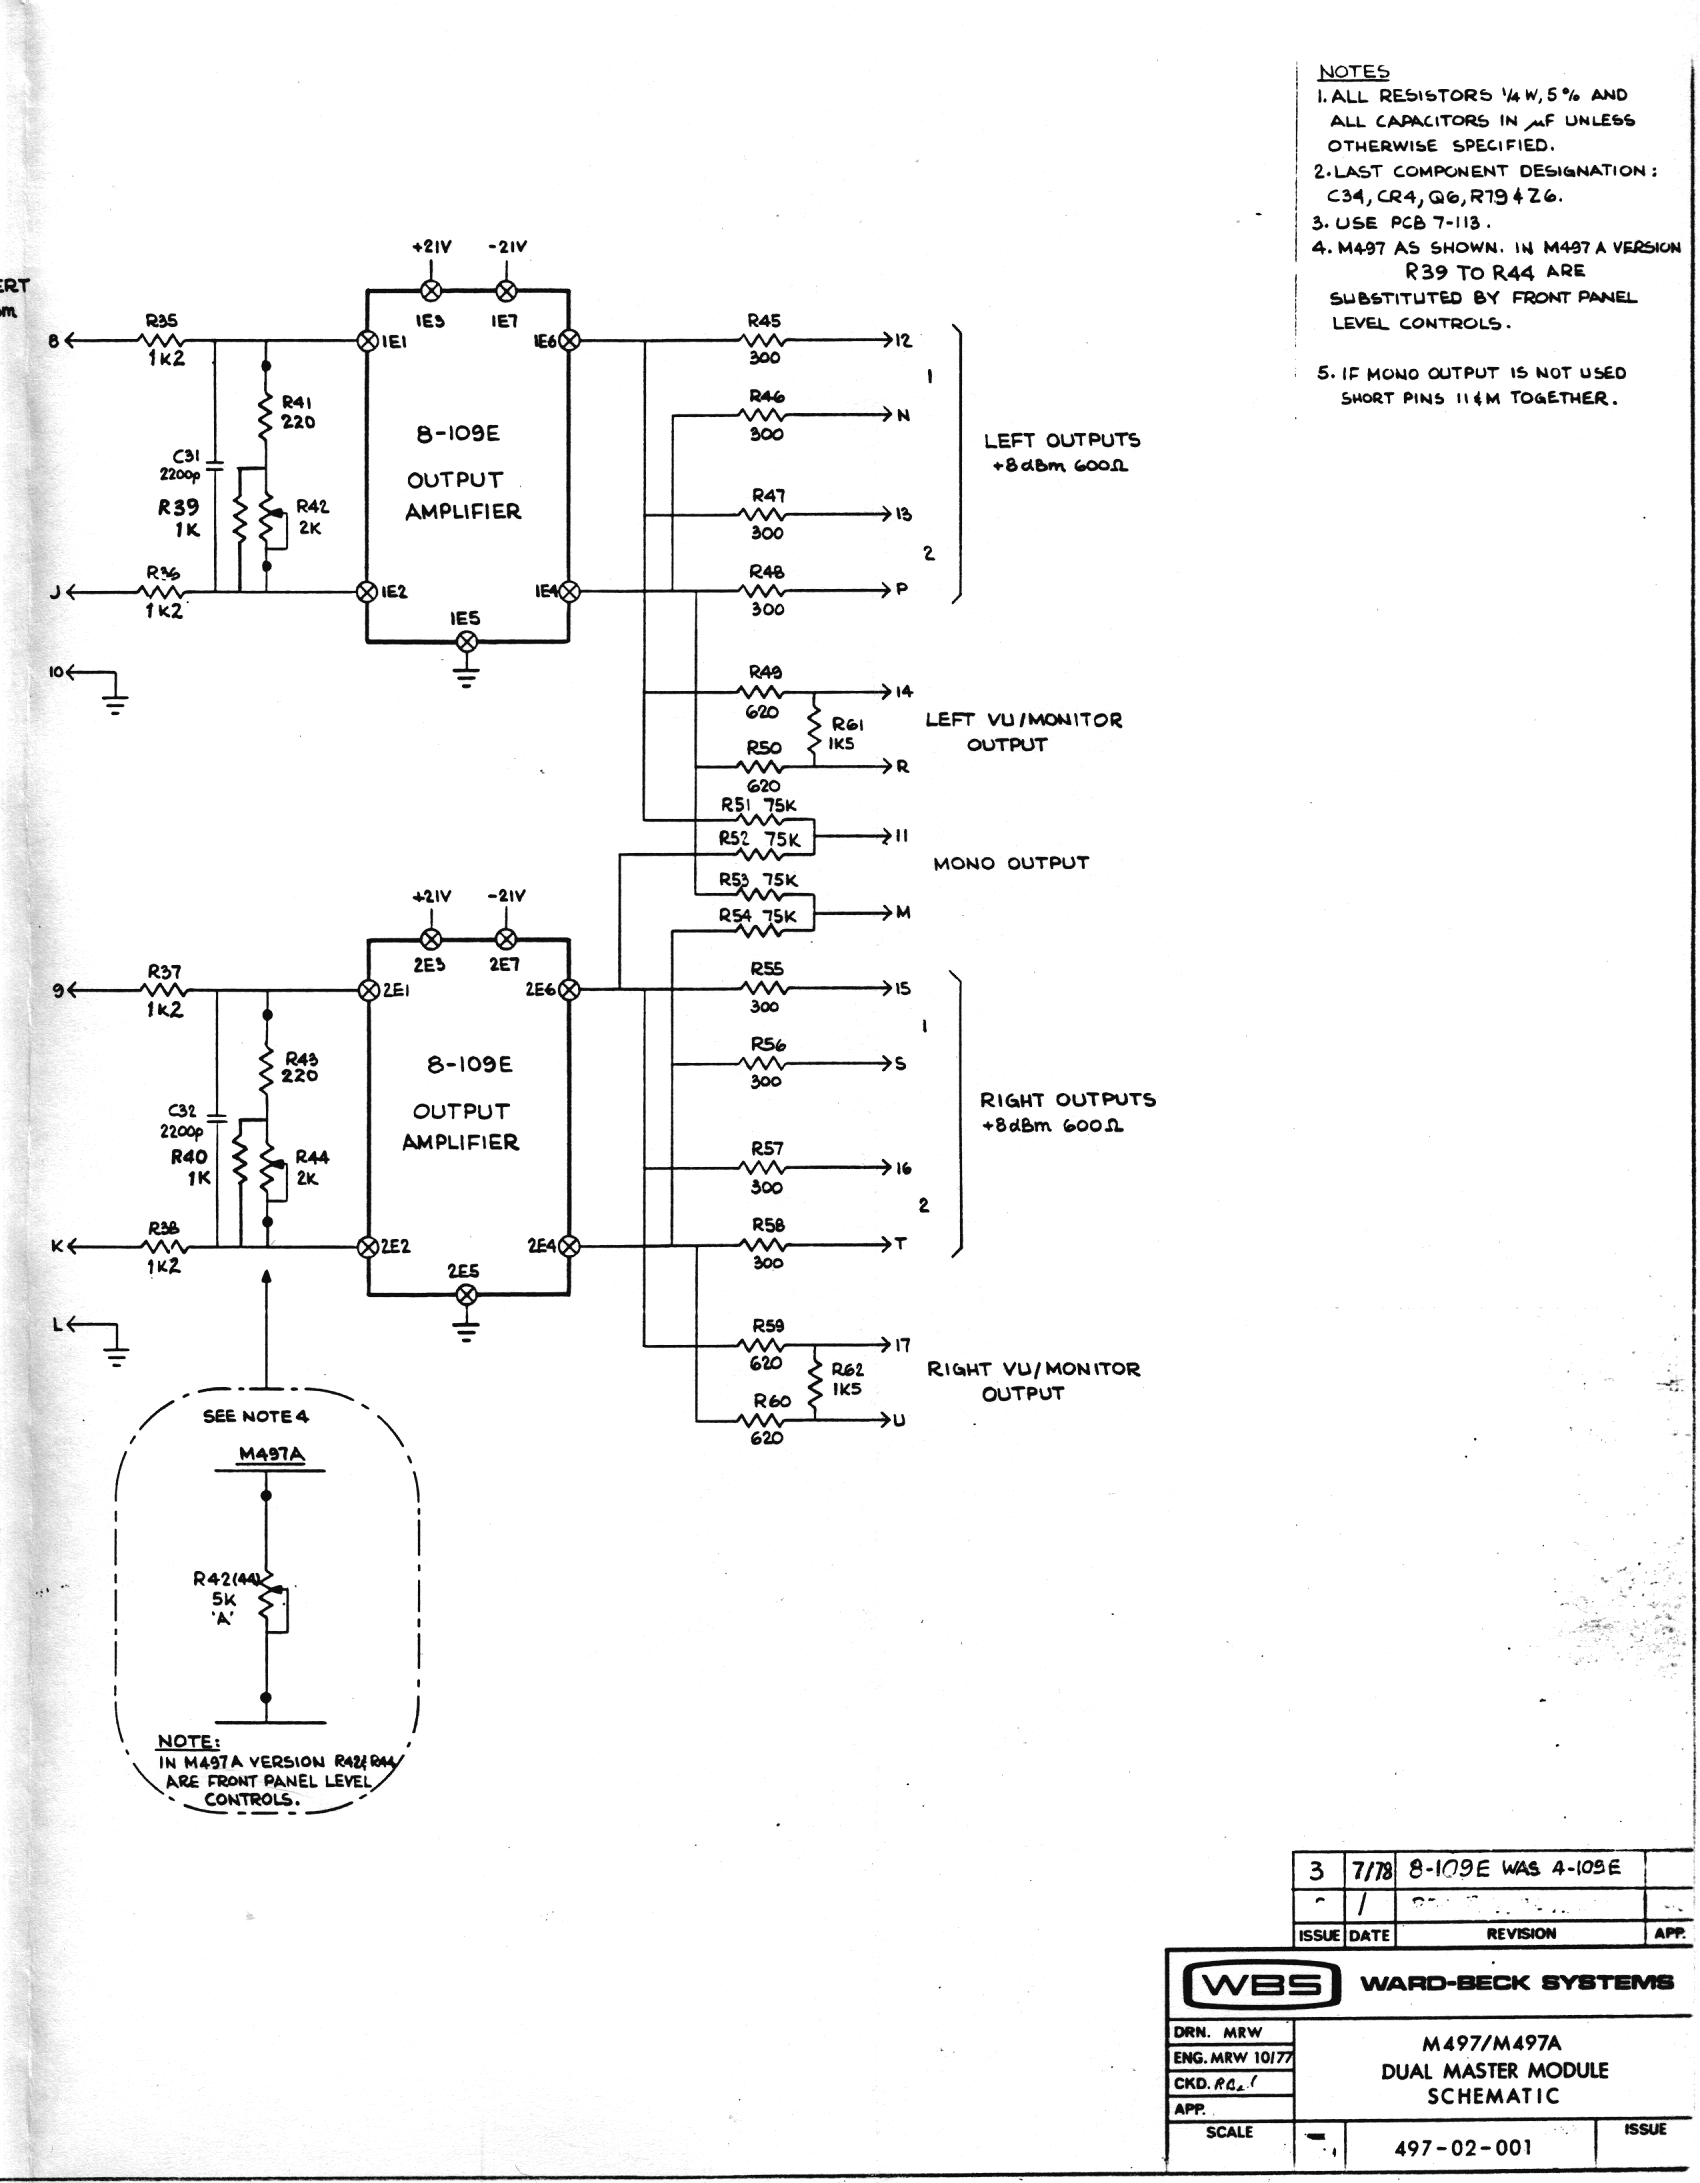 NOTES
1. ALL RESISTORS 1/4 W, 5% AND
ALL CAPACITORS IN µF UNLESS
OTHERWISE SPECIFIED.
2. LAST COMPONENT DESIGNATION:
C34, CR4, Q6, R79 & Z6.
3. USE PCB 7-113.
4. M497 AS SHOWN. IN M497A VERSION
R39 TO R44 ARE
SUBSTITUTED BY FRONT PANEL
LEVEL CONTROLS.
5. IF MONO OUTPUT IS NOT USED
SHORT PINS 11 & M TOGETHER.
+21V -21V
1E3 1E7
8 R35 1K2 1E1
R41 220
C31 2200p
R39 1K
R42 2K
J R36 1K2 1E2
8-109E
OUTPUT
AMPLIFIER
1E6
1E4
1E5
10
R45 300 12
1
R46 300 N
LEFT OUTPUTS
+8dBm 600Ω
R47 300 13
2
R48 300 P
R49 620 14
R61 1K5
LEFT VU/MONITOR
OUTPUT
R50 620 R
R51 75K
11
R52 75K
MONO OUTPUT
R53 75K
M
R54 75K
+21V -21V
2E3 2E7
9 R37 1K2 2E1
R43 220
C32 2200p
R40 1K
R44 2K
K R38 1K2 2E2
8-109E
OUTPUT
AMPLIFIER
2E6
2E4
2E5
L
R55 300 15
1
R56 300 S
RIGHT OUTPUTS
+8dBm 600Ω
R57 300 16
2
R58 300 T
R59 620 17
R62 1K5
RIGHT VU/MONITOR
OUTPUT
R60 620 U
SEE NOTE 4
M497A
R42(44)
5K
'A'
NOTE:
IN M497A VERSION R42 & R44
ARE FRONT PANEL LEVEL
CONTROLS.
3 7/78 8-109E WAS 4-109E
ISSUE DATE REVISION APP.
WBS WARD-BECK SYSTEMS
DRN. MRW
ENG. MRW 10/77
CKD.
APP.
M497/M497A
DUAL MASTER MODULE
SCHEMATIC
SCALE
497-02-001
ISSUE